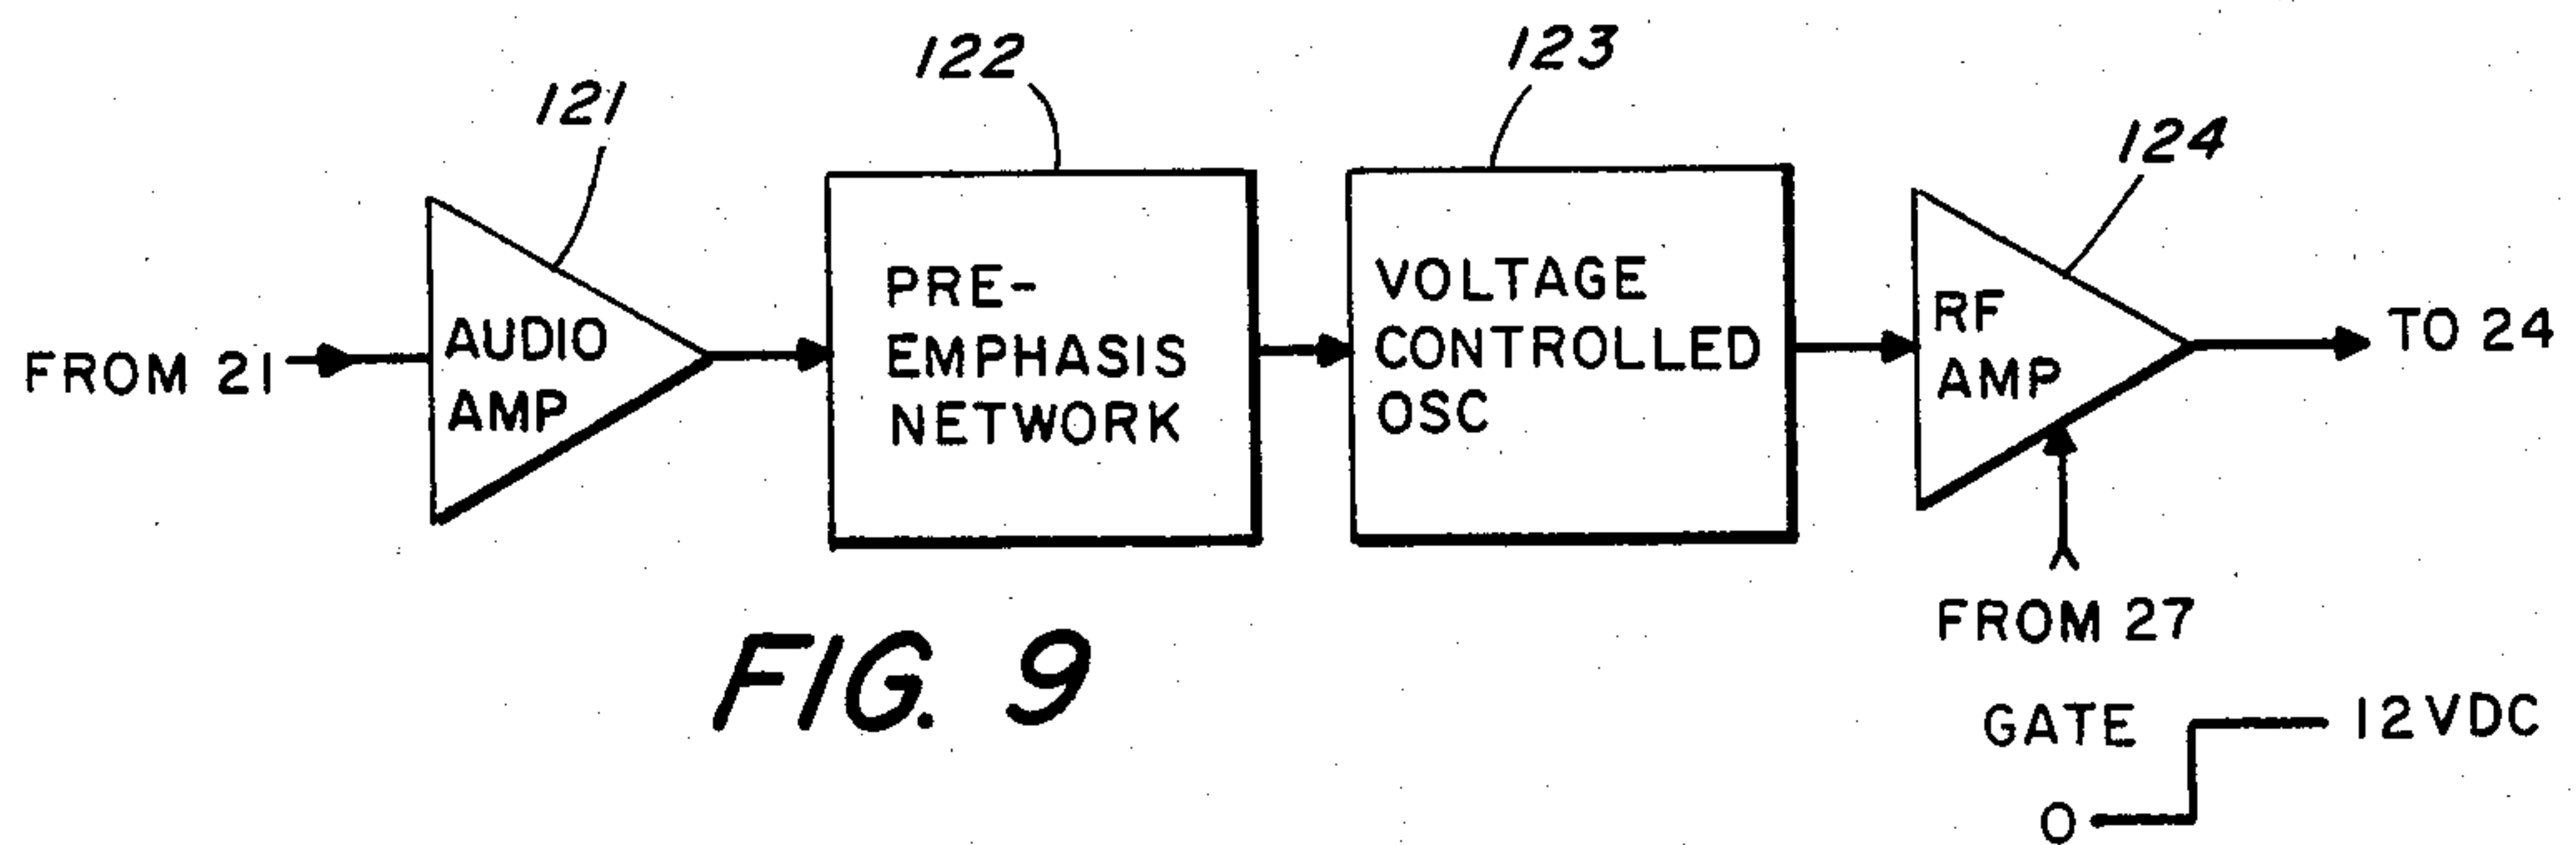 121
122
123
124
FROM 21
AUDIO
AMP
PRE-
EMPHASIS
NETWORK
VOLTAGE
CONTROLLED
OSC
RF
AMP
TO 24
FROM 27
GATE
12VDC
0
FIG. 9